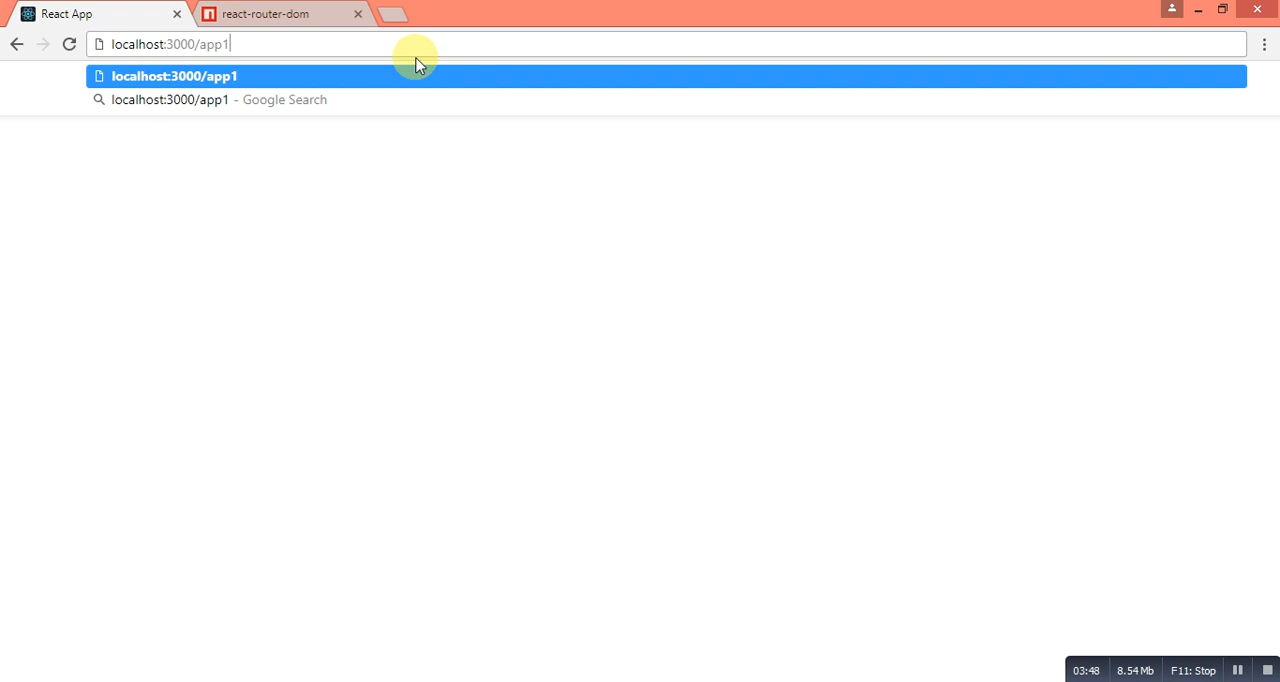 React App
react-router-dom
localhost:3000/app1
localhost:3000/app1
localhost:3000/app1 - Google Search
03:48 8.54 Mb F11: Stop